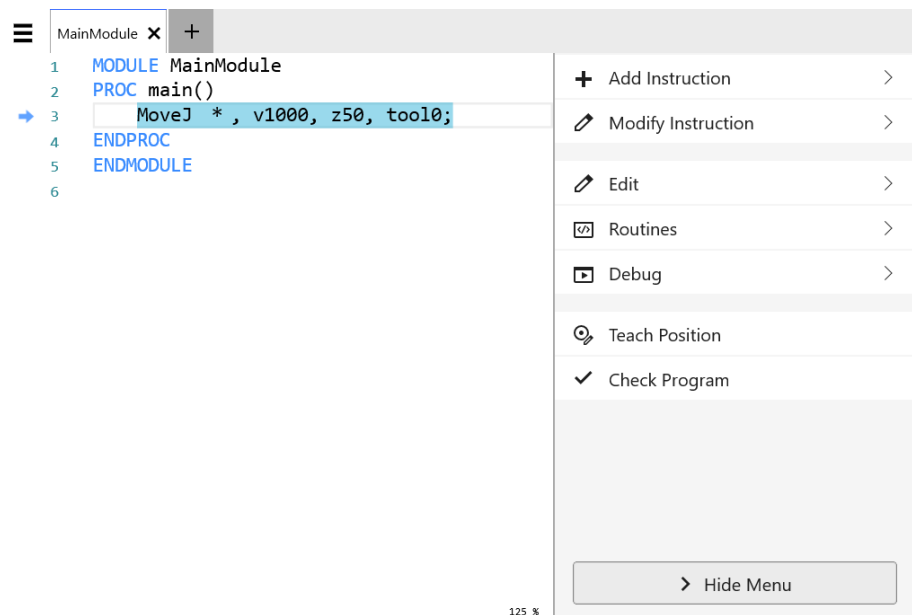 MainModule
1 MODULE MainModule
2 PROC main()
3 MoveJ * , v1000, z50, tool0;
4 ENDPROC
5 ENDMODULE
6
125 %
Add Instruction
Modify Instruction
Edit
Routines
Debug
Teach Position
Check Program
Hide Menu